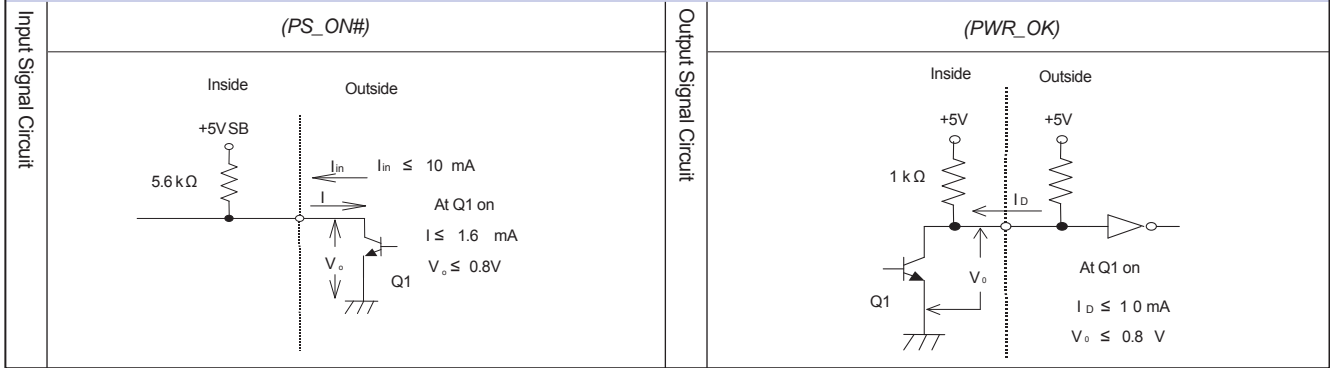 Input Signal Circuit
(PS_ON#)
Inside
Outside
+5VSB
5.6 kΩ
Iin
Iin ≤ 10 mA
I
At Q1 on
I ≤ 1.6 mA
Vo
Vo ≤ 0.8V
Q1
Output Signal Circuit
(PWR_OK)
Inside
Outside
+5V
+5V
1 kΩ
ID
Q1
V0
At Q1 on
ID ≤ 10 mA
V0 ≤ 0.8 V